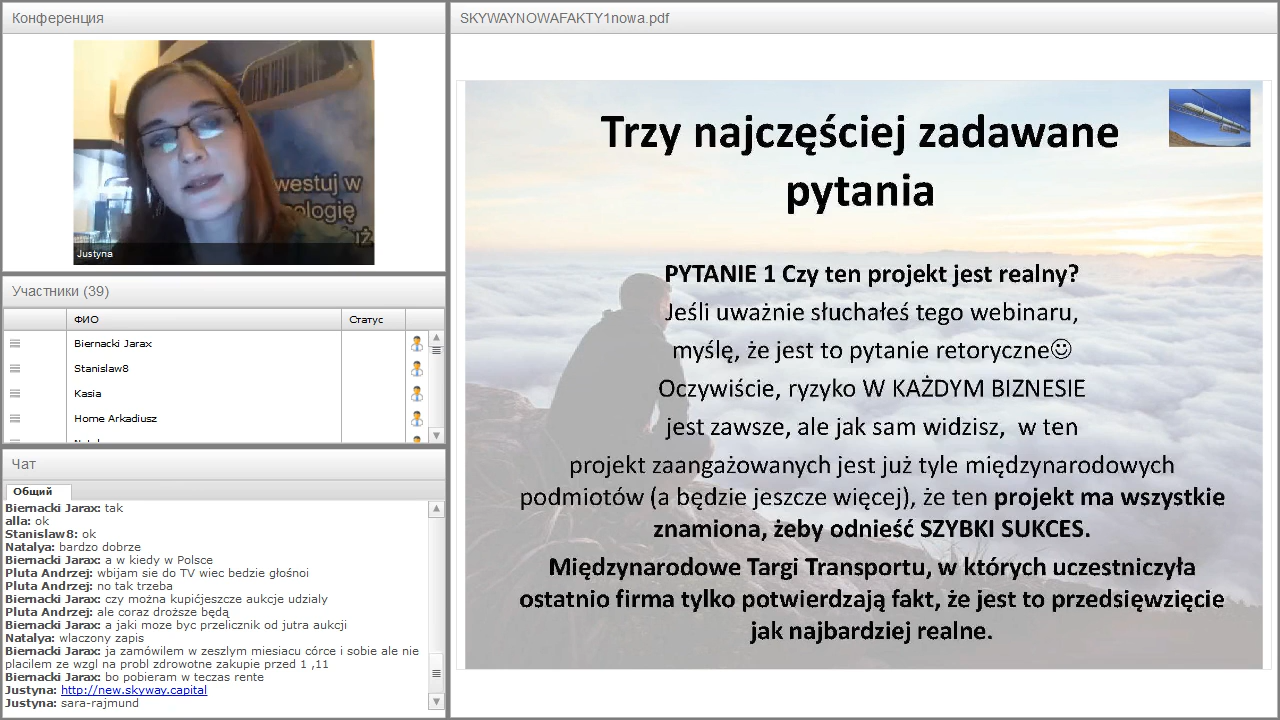 Конференция
westuj w
ologię
Justyna
Участники (39)
ФИО
Статус
Biernacki Jarax
Stanislaw8
Kasia
Home Arkadiusz
Чат
Общий
Biernacki Jarax: tak
alla: ok
Stanislaw8: ok
Natalya: bardzo dobrze
Biernacki Jarax: a w kiedy w Polsce
Pluta Andrzej: wbijam sie do TV wiec bedzie głośnoi
Pluta Andrzej: no tak trzeba
Biernacki Jarax: czy można kupićjeszcze aukcje udzialy
Pluta Andrzej: ale coraz droższe będą
Biernacki Jarax: a jaki moze byc przelicznik od jutra aukcji
Natalya: wlaczony zapis
Biernacki Jarax: ja zamówilem w zeszlym miesiacu córce i sobie ale nie
placilem ze wzgl na probl zdrowotne zakupie przed 1 ,11
Biernacki Jarax: bo pobieram w teczas rente
Justyna: http://new.skyway.capital
Justyna: sara-rajmund
SKYWAYNOWAFAKTY1nowa.pdf
Trzy najczęściej zadawane
pytania
PYTANIE 1 Czy ten projekt jest realny?
Jeśli uważnie słuchałeś tego webinaru,
myślę, że jest to pytanie retoryczne☺
Oczywiście, ryzyko W KAŻDYM BIZNESIE
jest zawsze, ale jak sam widzisz, w ten
projekt zaangażowanych jest już tyle międzynarodowych
podmiotów (a będzie jeszcze więcej), że ten projekt ma wszystkie
znamiona, żeby odnieść SZYBKI SUKCES.
Międzynarodowe Targi Transportu, w których uczestniczyła
ostatnio firma tylko potwierdzają fakt, że jest to przedsięwzięcie
jak najbardziej realne.